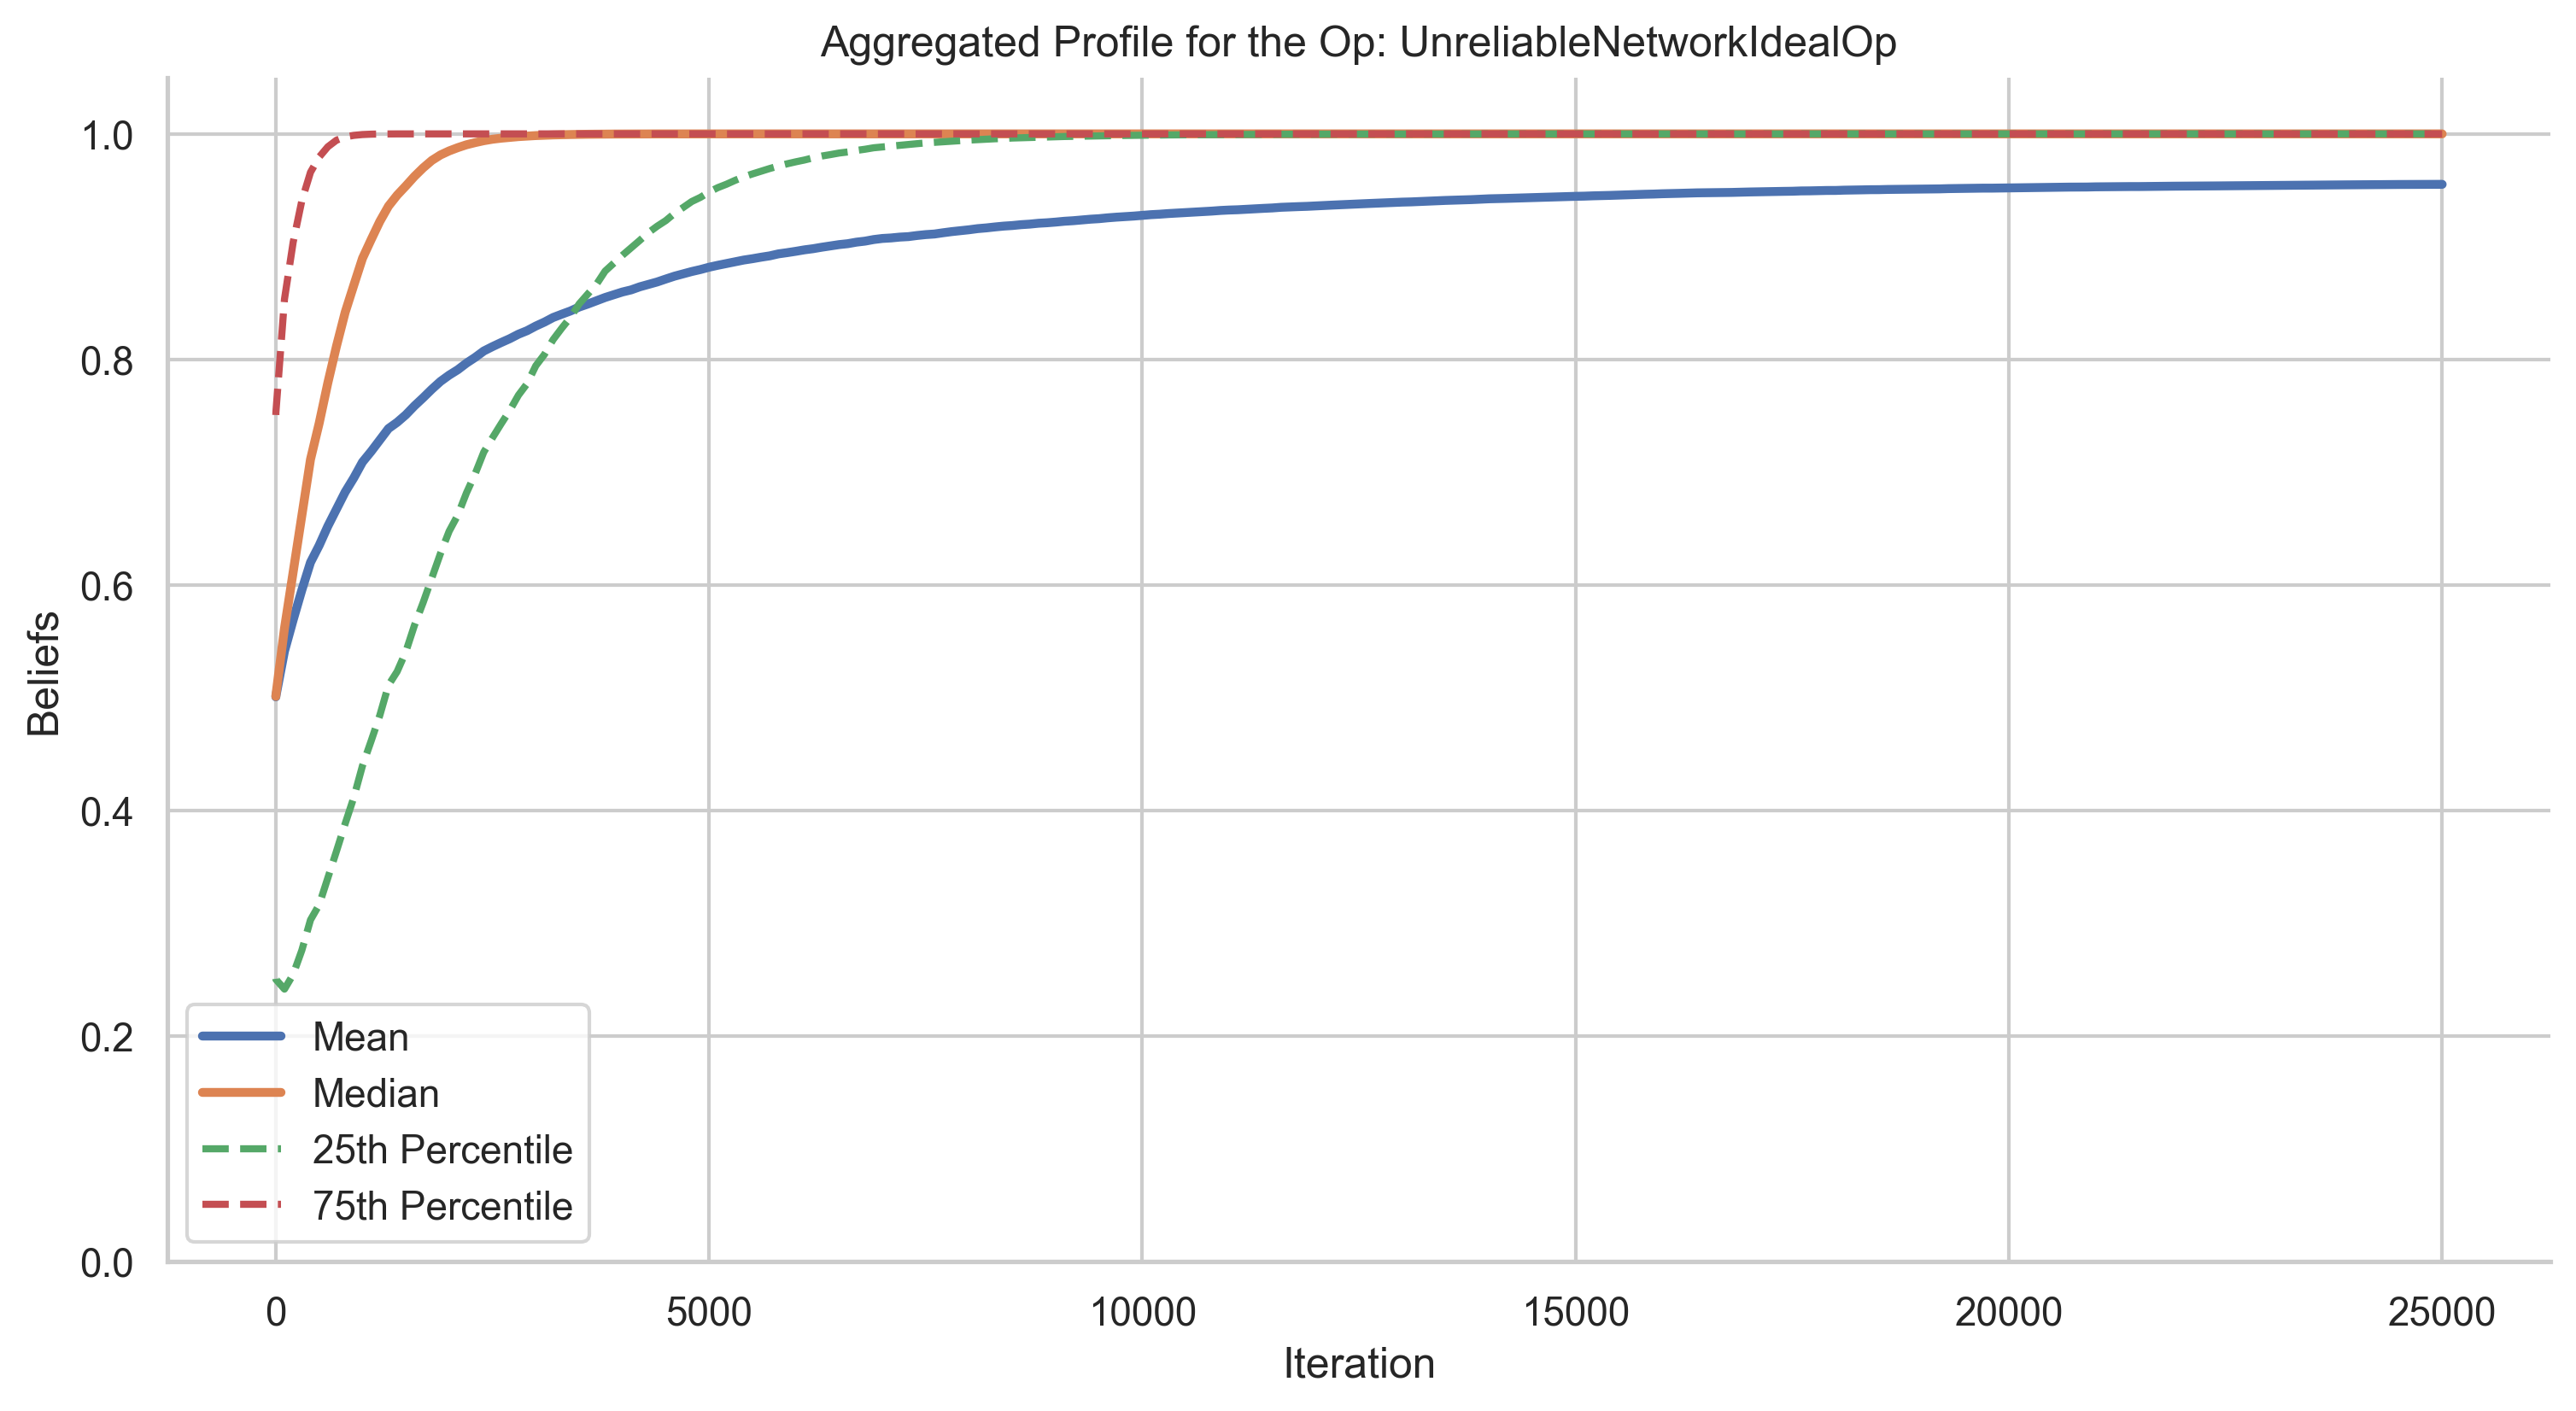 Aggregated Profile for the Op: UnreliableNetworkIdealOp
1.0
0.8
0.6
0.4
0.2
0.0
Beliefs
Mean
Median
25th Percentile
75th Percentile
0 5000 10000 15000 20000 25000
Iteration